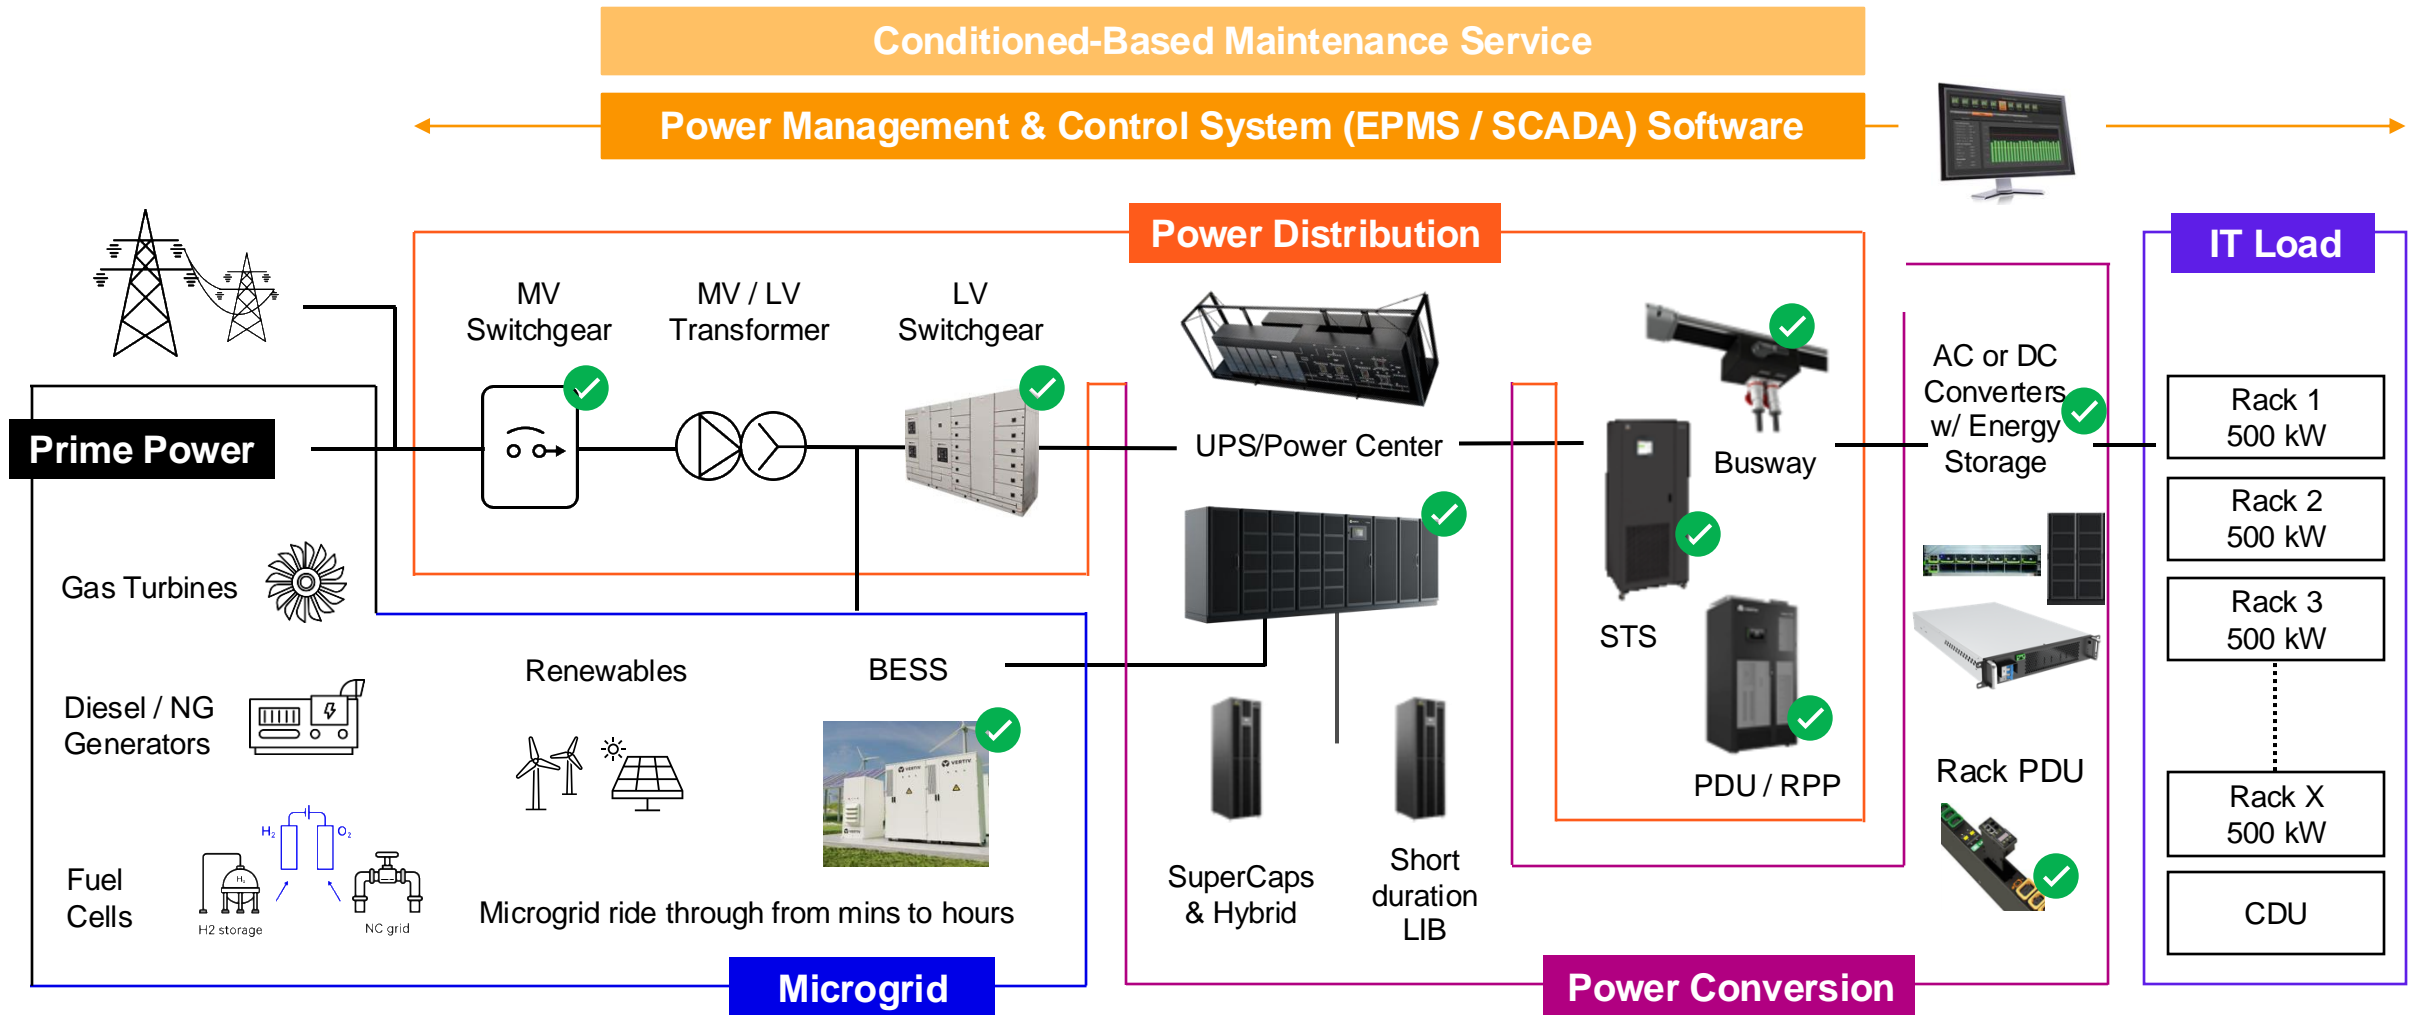 Conditioned-Based Maintenance Service
Power Management & Control System (EPMS / SCADA) Software
Power Distribution
IT Load
MV
Switchgear
MV / LV
Transformer
LV
Switchgear
Prime Power
UPS/Power Center
Busway
STS
PDU / RPP
AC or DC
Converters
w/ Energy
Storage
Rack PDU
Rack 1
500 kW
Rack 2
500 kW
Rack 3
500 kW
Rack X
500 kW
CDU
Gas Turbines
Diesel / NG
Generators
Fuel
Cells
H2
O2
H2 storage
NC grid
Renewables
BESS
VERTIV
VERTIV
VERTIV
Microgrid ride through from mins to hours
SuperCaps
& Hybrid
Short
duration
LIB
Microgrid
Power Conversion